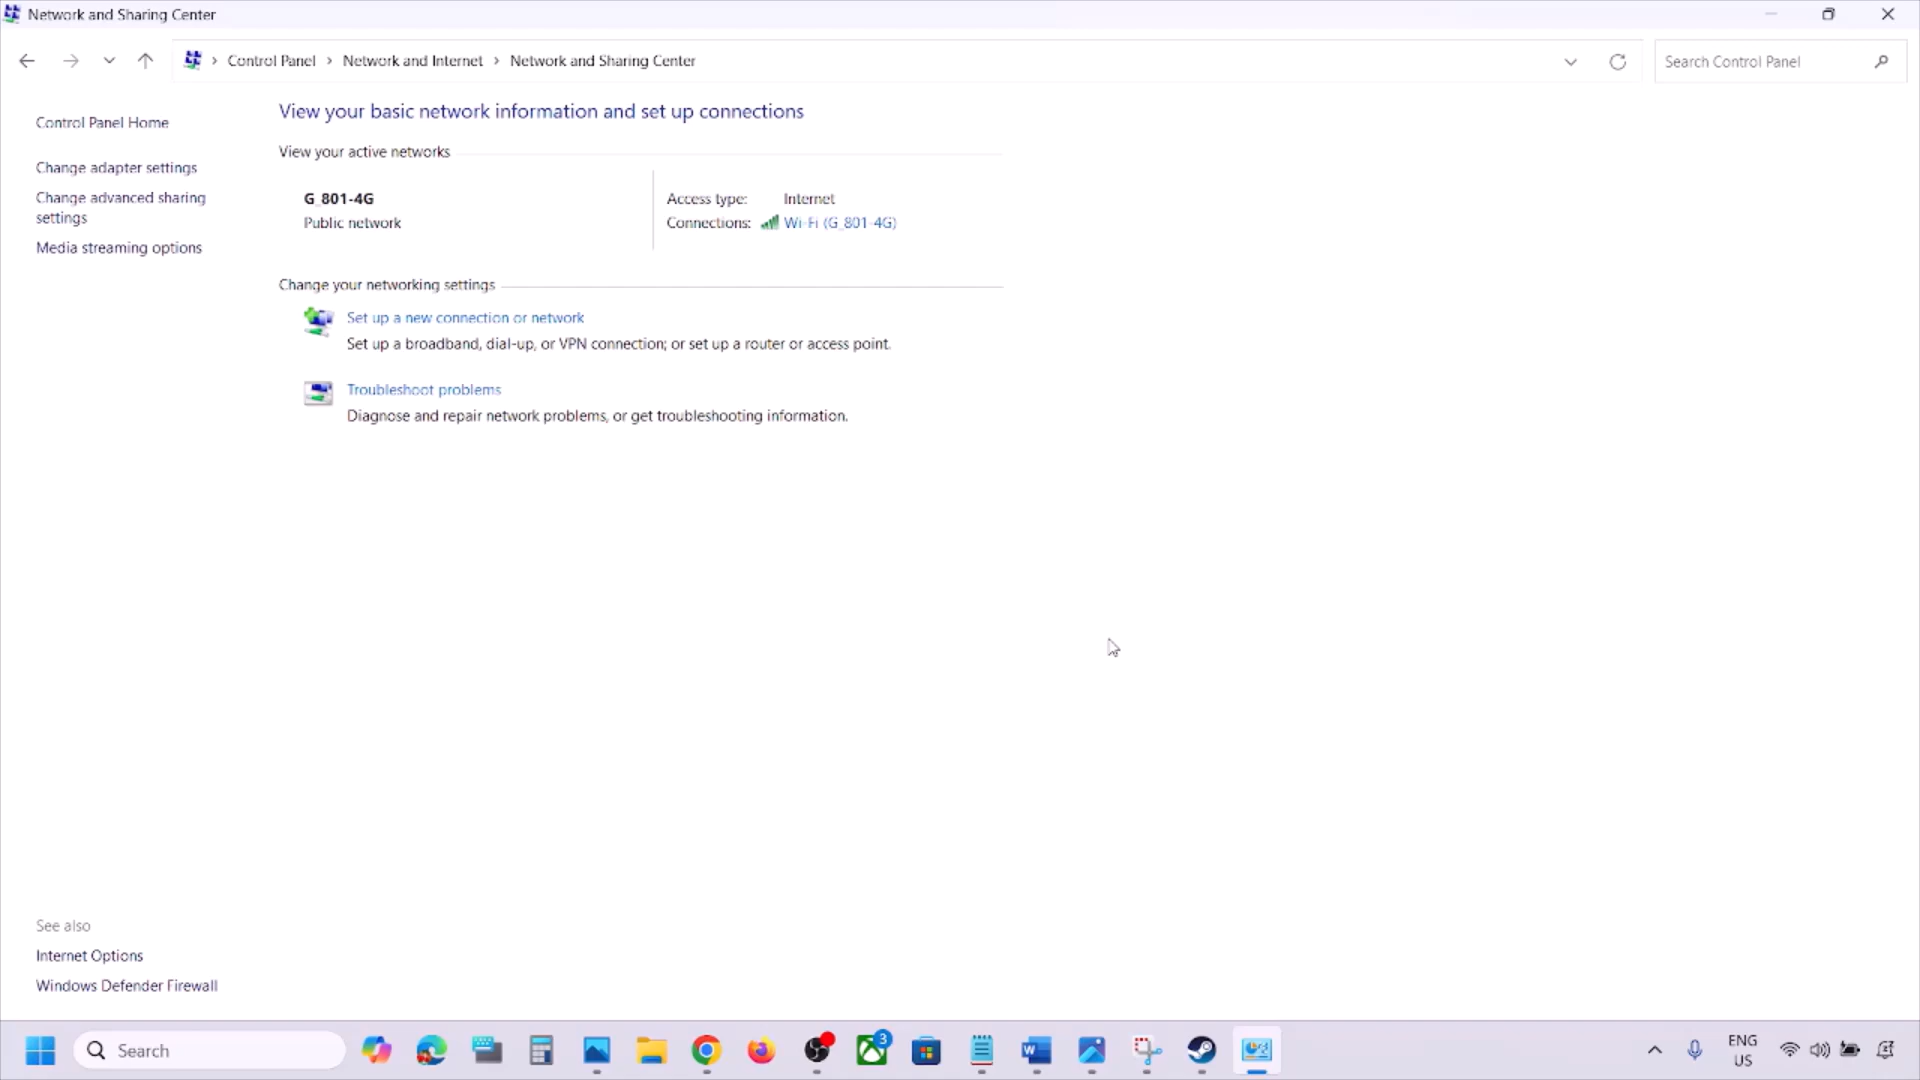 Network and Sharing Center
Control Panel > Network and Internet > Network and Sharing Center
Search Control Panel
Control Panel Home
Change adapter settings
Change advanced sharing
settings
Media streaming options
View your basic network information and set up connections
View your active networks
G_801-4G
Public network
Access type: Internet
Connections: Wi-Fi (G_801-4G)
Change your networking settings
Set up a new connection or network
Set up a broadband, dial-up, or VPN connection; or set up a router or access point.
Troubleshoot problems
Diagnose and repair network problems, or get troubleshooting information.
See also
Internet Options
Windows Defender Firewall
Search
3
ENG
US